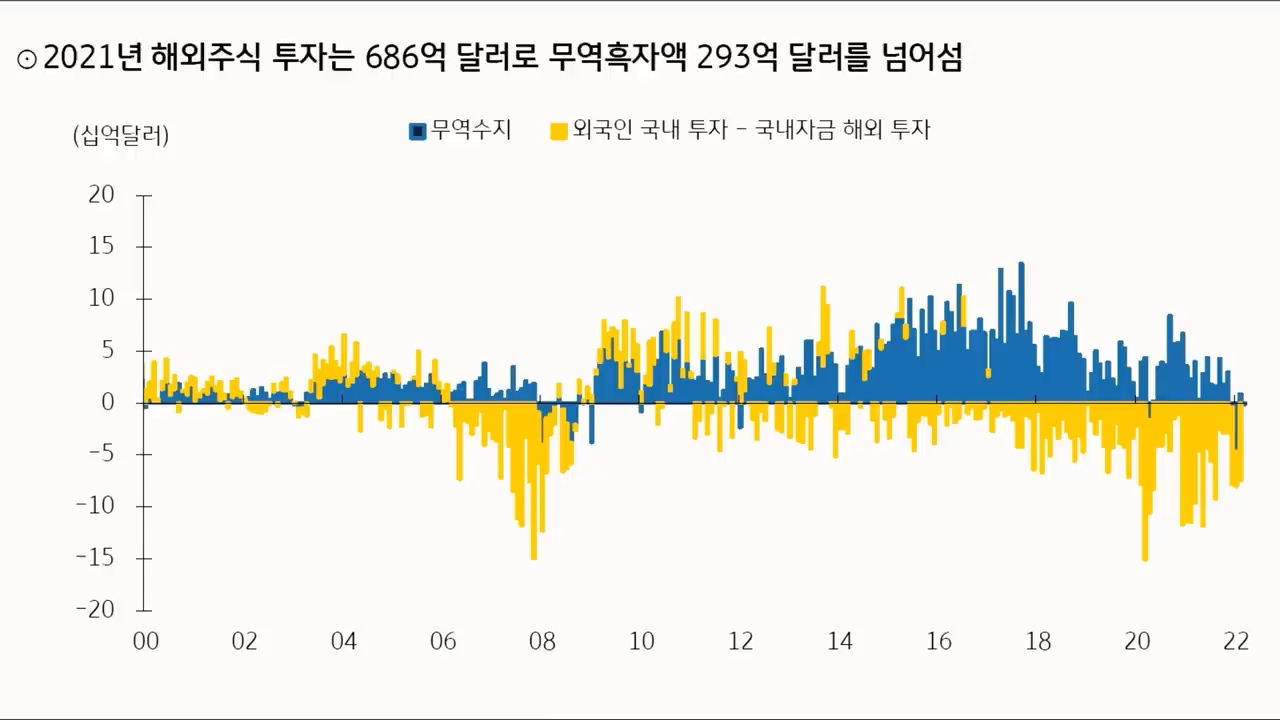 ⊙ 2021년 해외주식 투자는 686억 달러로 무역흑자액 293억 달러를 넘어섬
(십억달러)
무역수지
외국인 국내 투자 - 국내자금 해외 투자
20
15
10
5
0
-5
-10
-15
-20
00 02 04 06 08 10 12 14 16 18 20 22